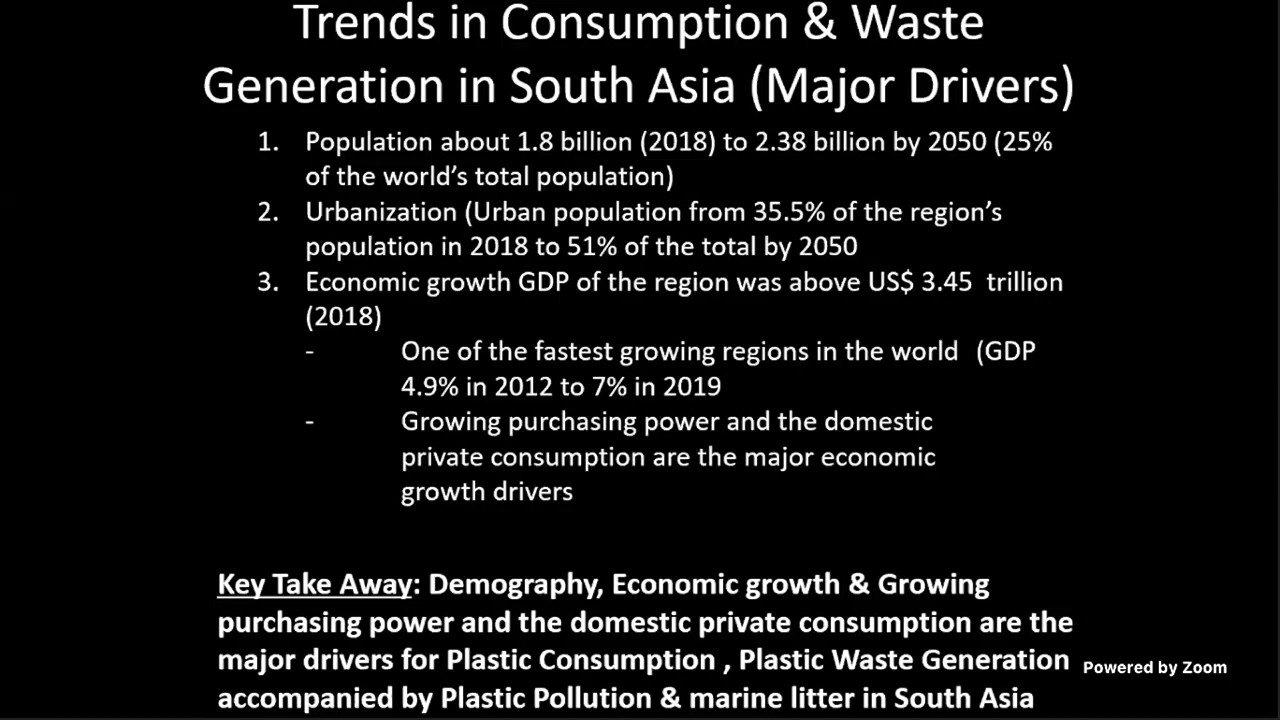 Trends in Consumption & Waste
Generation in South Asia (Major Drivers)
1. Population about 1.8 billion (2018) to 2.38 billion by 2050 (25%
of the world’s total population)
2. Urbanization (Urban population from 35.5% of the region’s
population in 2018 to 51% of the total by 2050
3. Economic growth GDP of the region was above US$ 3.45 trillion
(2018)
- One of the fastest growing regions in the world (GDP
4.9% in 2012 to 7% in 2019
- Growing purchasing power and the domestic
private consumption are the major economic
growth drivers
Key Take Away: Demography, Economic growth & Growing
purchasing power and the domestic private consumption are the
major drivers for Plastic Consumption , Plastic Waste Generation
accompanied by Plastic Pollution & marine litter in South Asia
Powered by Zoom